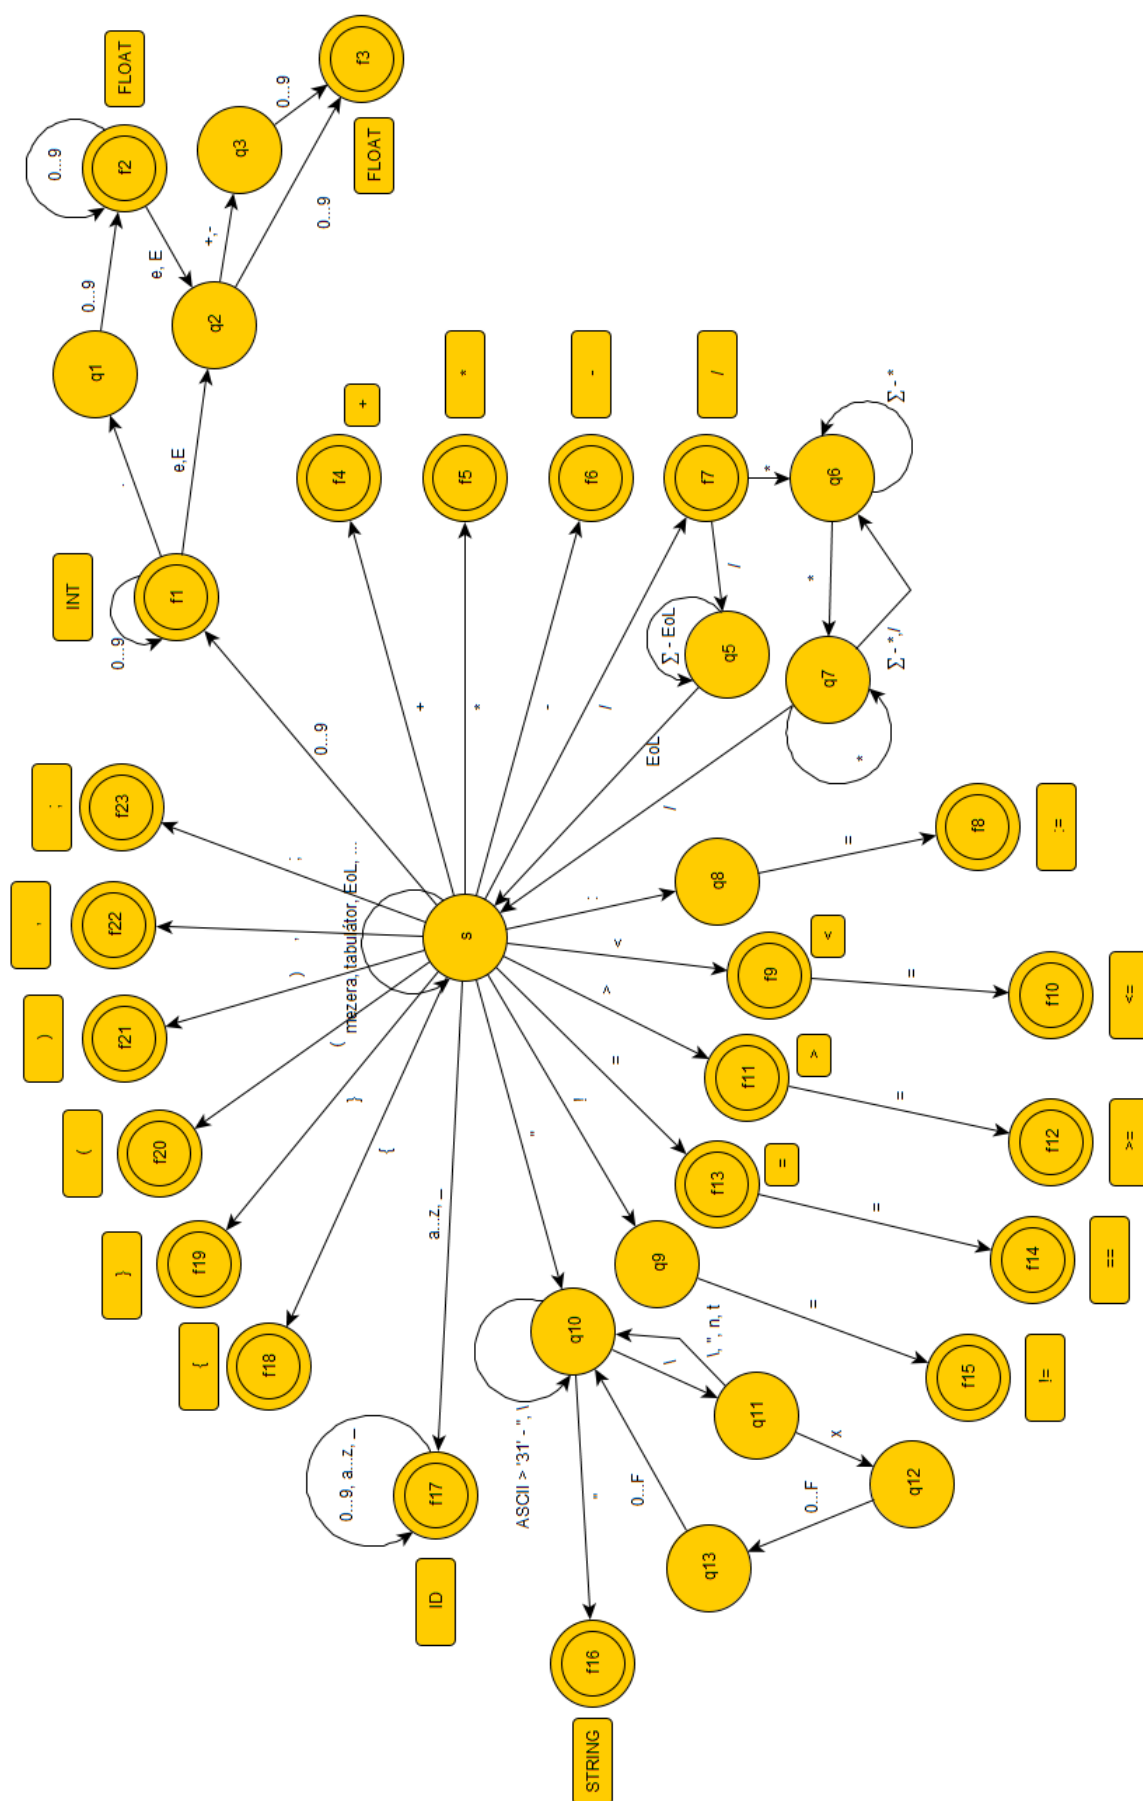 FLOAT
f3
0...9
f2
0...9
q3
FLOAT
e, E
+,-
0...9
0...9
q2
q1
+
*
-
/
.
e,E
f4
f5
f6
f7
*
q6
Σ - *
INT
f1
0...9
/
*
Σ - EoL
q5
q7
Σ - *,/
*
0...9
+
*
-
/
EoL
/
;
f23
;
,
f22
,
mezera, tabulátor, EoL, ...
s
:
q8
=
f8
:=
<
f9
<
=
f10
<=
)
f21
)
>
f11
>
=
f12
>=
(
f20
(
=
f13
=
=
f14
==
}
f19
}
!
q9
=
f15
!=
{
f18
{
"
q10
\
\, ", n, t
q11
x
q12
0...F
q13
0...F
ASCII > '31' - ", \
"
f16
STRING
a...z, _
0...9, a...z, _
f17
ID